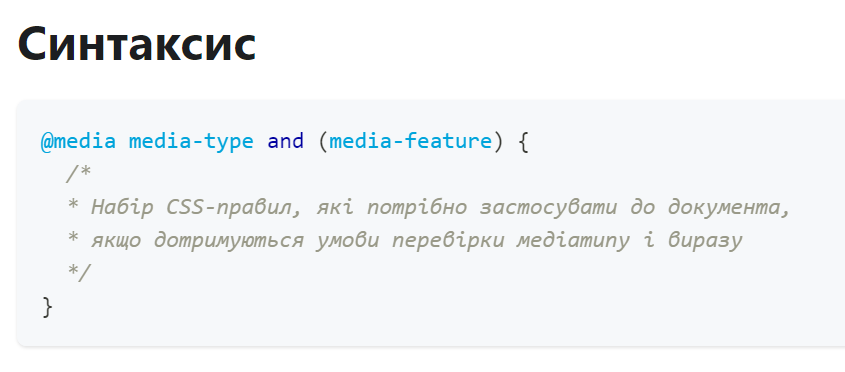 Синтаксис
@media media-type and (media-feature) {
/*
* Набір CSS-правил, які потрібно застосувати до документа,
* якщо дотримуються умови перевірки медіатипу і виразу
*/
}